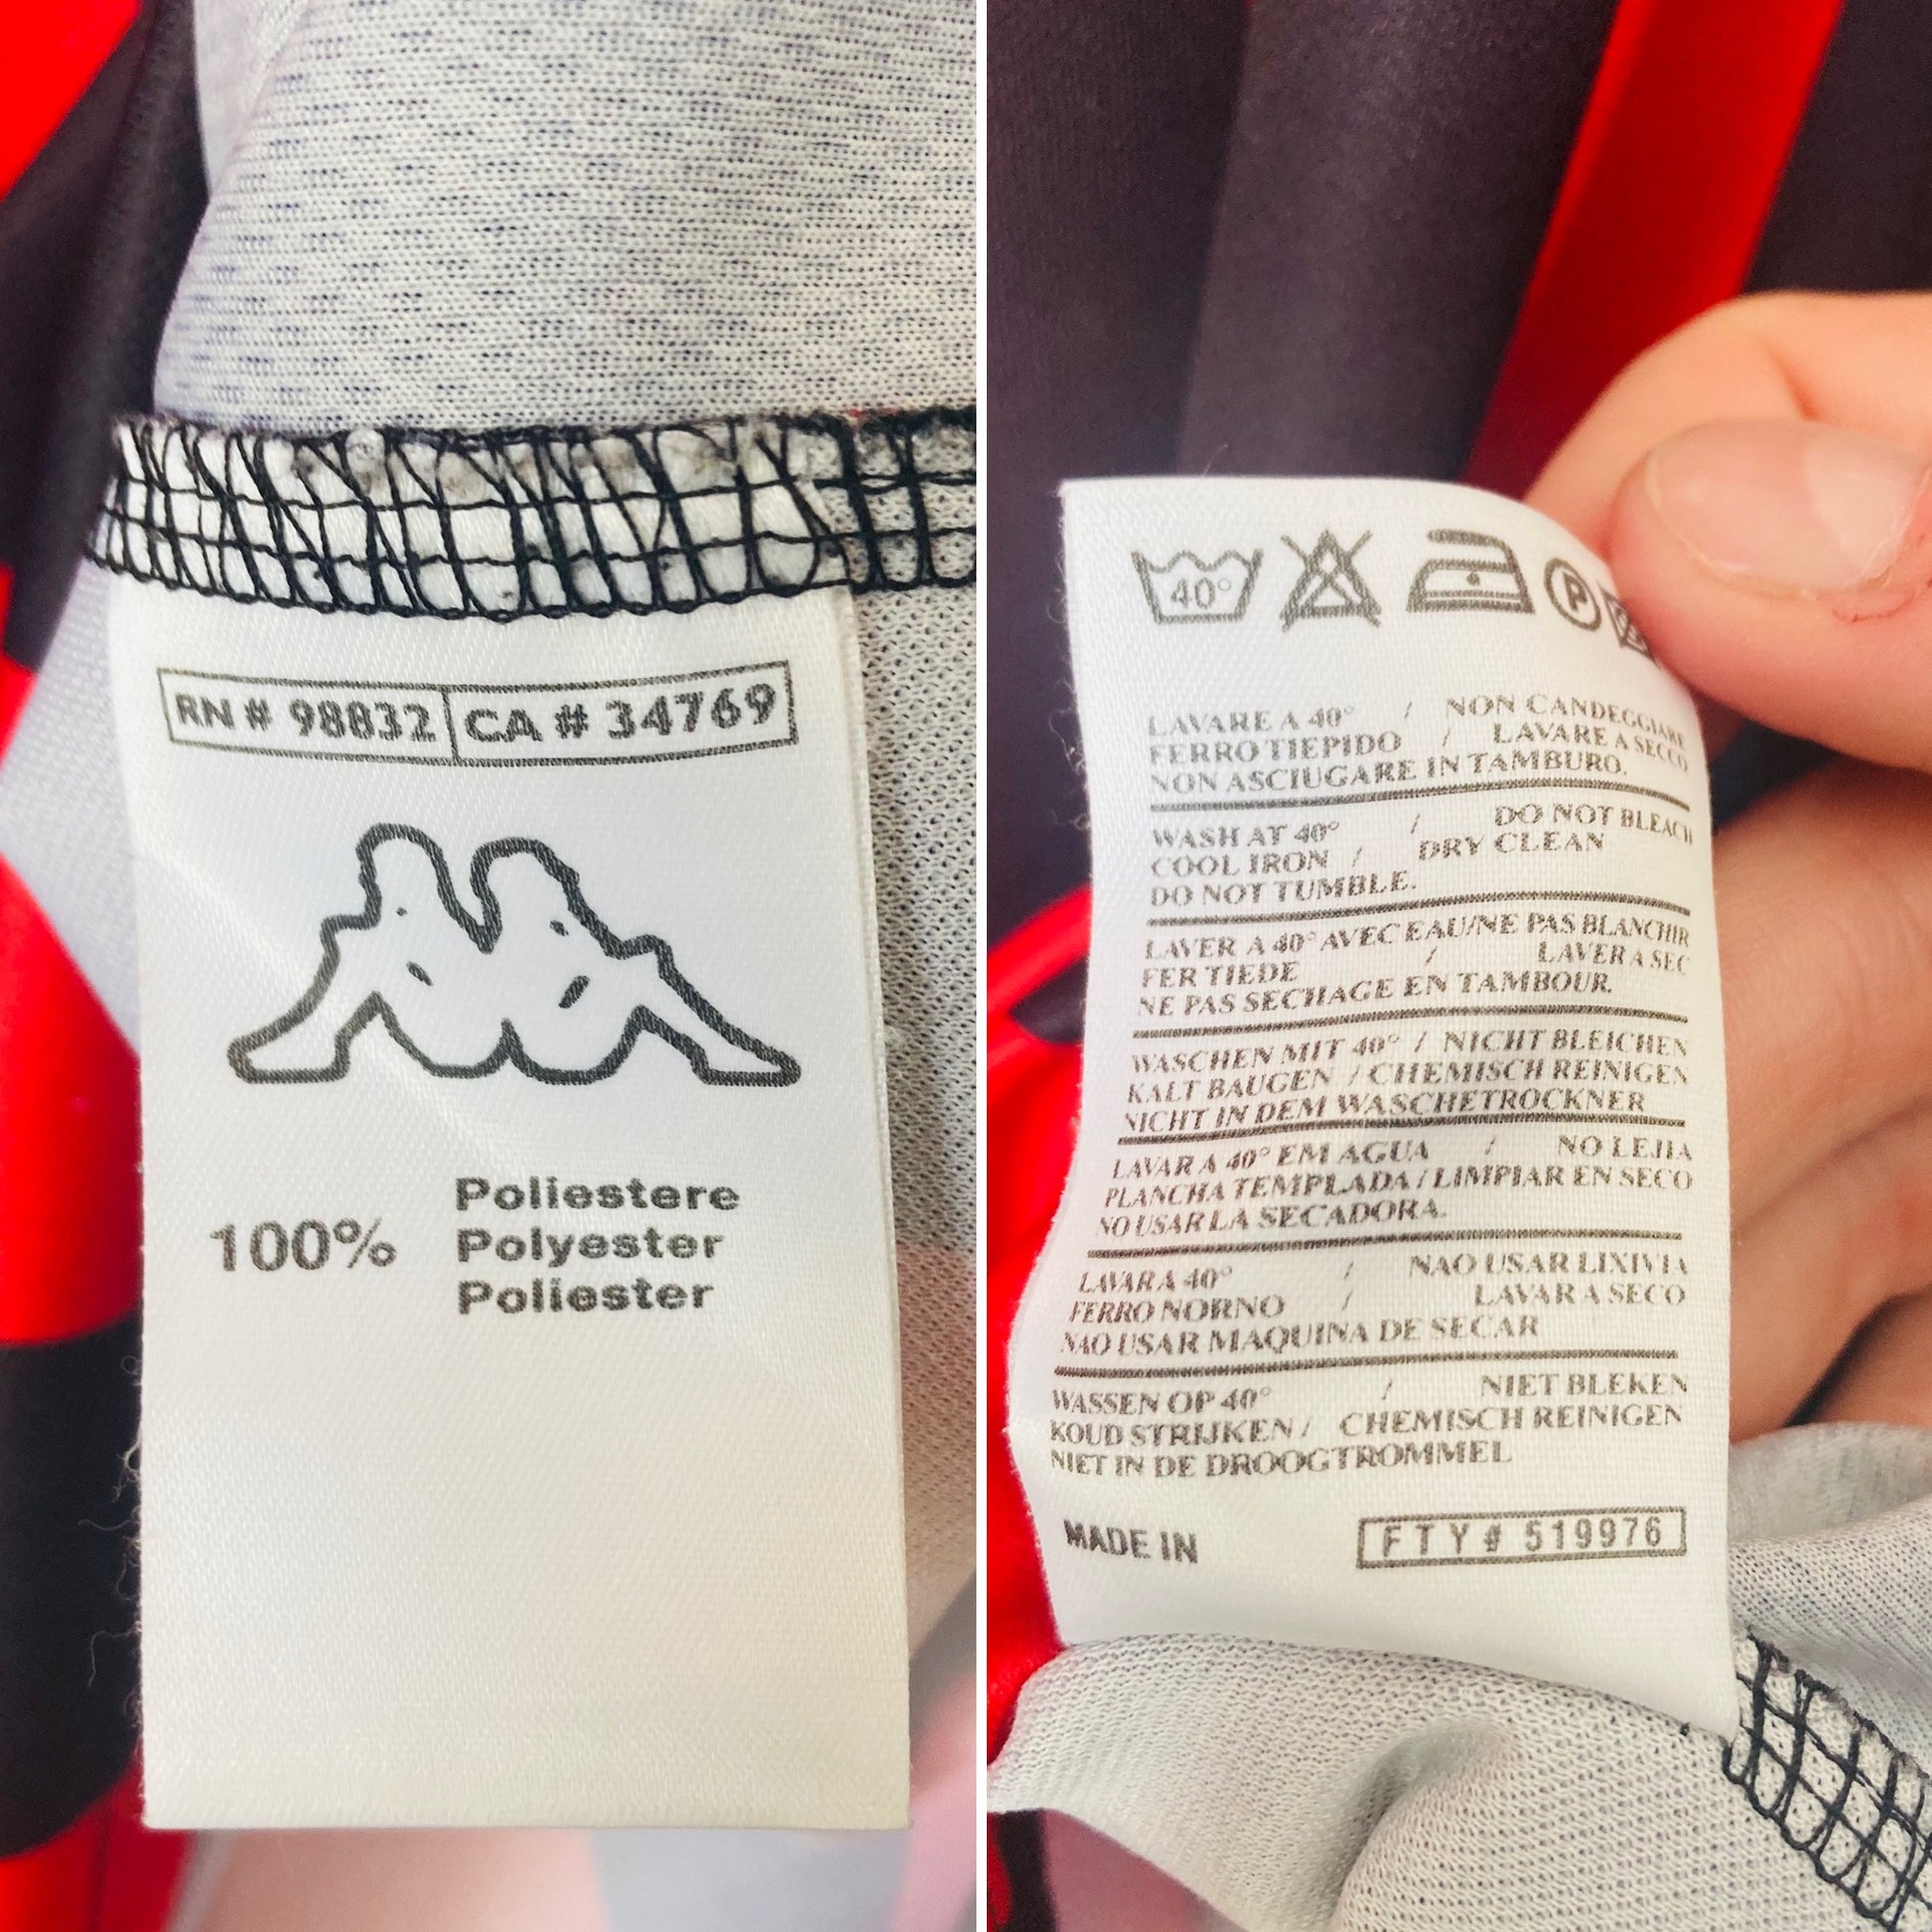 RN # 98832 CA # 34769
100%
Poliestere
Polyester
Poliester
40° P
LAVARE A 40° / NON CANDEGGIARE
FERRO TIEPIDO / LAVARE A SECCO
NON ASCIUGARE IN TAMBURO.
WASH AT 40° / DO NOT BLEACH
COOL IRON / DRY CLEAN
DO NOT TUMBLE.
LAVER A 40° AVEC EAU/NE PAS BLANCHIR
FER TIEDE / LAVER A SEC
NE PAS SECHAGE EN TAMBOUR.
WASCHEN MIT 40° / NICHT BLEICHEN
KALT BAUGEN / CHEMISCH REINIGEN
NICHT IN DEM WASCHETROCKNER
LAVAR A 40° EM AGUA / NO LEJIA
PLANCHA TEMPLADA / LIMPIAR EN SECO
NO USAR LA SECADORA.
LAVAR A 40° / NAO USAR LIXIVIA
FERRO NORNO / LAVAR A SECO
NAO USAR MAQUINA DE SECAR
WASSEN OP 40° / NIET BLEKEN
KOUD STRIJKEN / CHEMISCH REINIGEN
NIET IN DE DROOGTROMMEL
MADE IN FTY# 519976